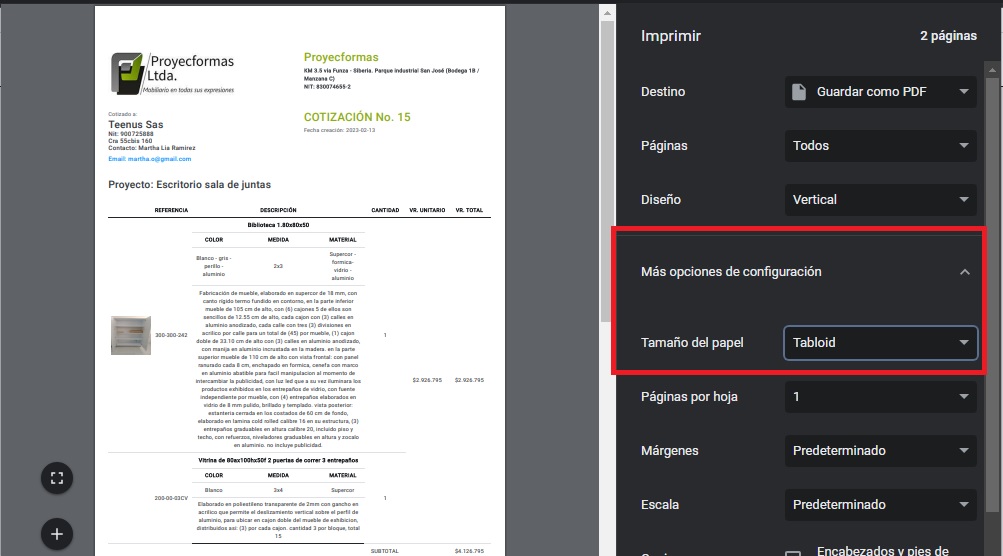 Proyecformas
Ltda.
Mobiliario en todas sus expresiones
Proyecformas
KM 3.5 via Funza - Siberia. Parque industrial San José (Bodega 1B /
Manzana C)
NIT: 830074655-2
Cotizado a:
Teenus Sas
Nit: 900725888
Cra 55cbis 160
Contacto: Martha Lia Ramirez
Email: martha.o@gmail.com
COTIZACIÓN No. 15
Fecha creación: 2023-02-13
Proyecto: Escritorio sala de juntas
REFERENCIA DESCRIPCIÓN CANTIDAD VR. UNITARIO VR. TOTAL
Biblioteca 1.80x80x50
COLOR MEDIDA MATERIAL
Blanco - gris -
perillo -
aluminio
2x3
Supercor -
formica-
vidrio -
aluminio
300-300-242
Fabricación de mueble, elaborado en supercor de 18 mm, con
canto rígido termo fundido en contorno, en la parte inferior
mueble de 105 cm de alto, con (6) cajones 5 de ellos son
sencillos de 12.55 cm de alto, cada cajon con (3) calles en
aluminio anodizado, cada calle con tres (3) divisiones en
acrílico por calle para un total de (45) por mueble, (1) cajon
doble de 33.10 cm de alto con (3) calles en aluminio anodizado,
con manija en aluminio incrustada en la madera. en la parte
superior mueble de 110 cm de alto con vista frontal: con panel
ranurado cada 8 cm, enchapado en formica, cenefa con marco
en aluminio abatible para facil manipulacion al momento de
intercambiar la publicidad, con luz led que a su vez iluminara los
productos exhibidos en los entrepaños de vidrio, con fuente
independiente por mueble, con (4) entrepaños elaborados en
vidrio de 8 mm pulido, brillado y templado. vista posterior:
estanteria cerrada en los costados de 60 cm de fondo,
elaborado en lamina cold rolled calibre 16 en su estructura, (3)
entrepaños graduables en altura calibre 20, incluido piso y
techo, con refuerzos, niveladores graduables en altura y zocalo
en aluminio. no incluye publicidad.
1
$2.926.795 $2.926.795
Vitrina de 80ax100hx50f 2 puertas de correr 3 entrepaños
COLOR MEDIDA MATERIAL
Blanco 3x4 Supercor
200-00-03CV
1
Elaborado en poliestileno transparente de 2mm con gancho en
acrilico que permite el deslizamiento vertical sobre el perfil de
aluminio, para ubicar en cajon doble del mueble de exhibicion,
distribuidos asi: (3) por cada cajon. cantidad 3 por bloque, total
15
SUBTOTAL $4.126.795
Imprimir 2 páginas
Destino Guardar como PDF
Páginas Todos
Diseño Vertical
Más opciones de configuración
Tamaño del papel Tabloid
Páginas por hoja 1
Márgenes Predeterminado
Escala Predeterminado
Encabezados y pies de